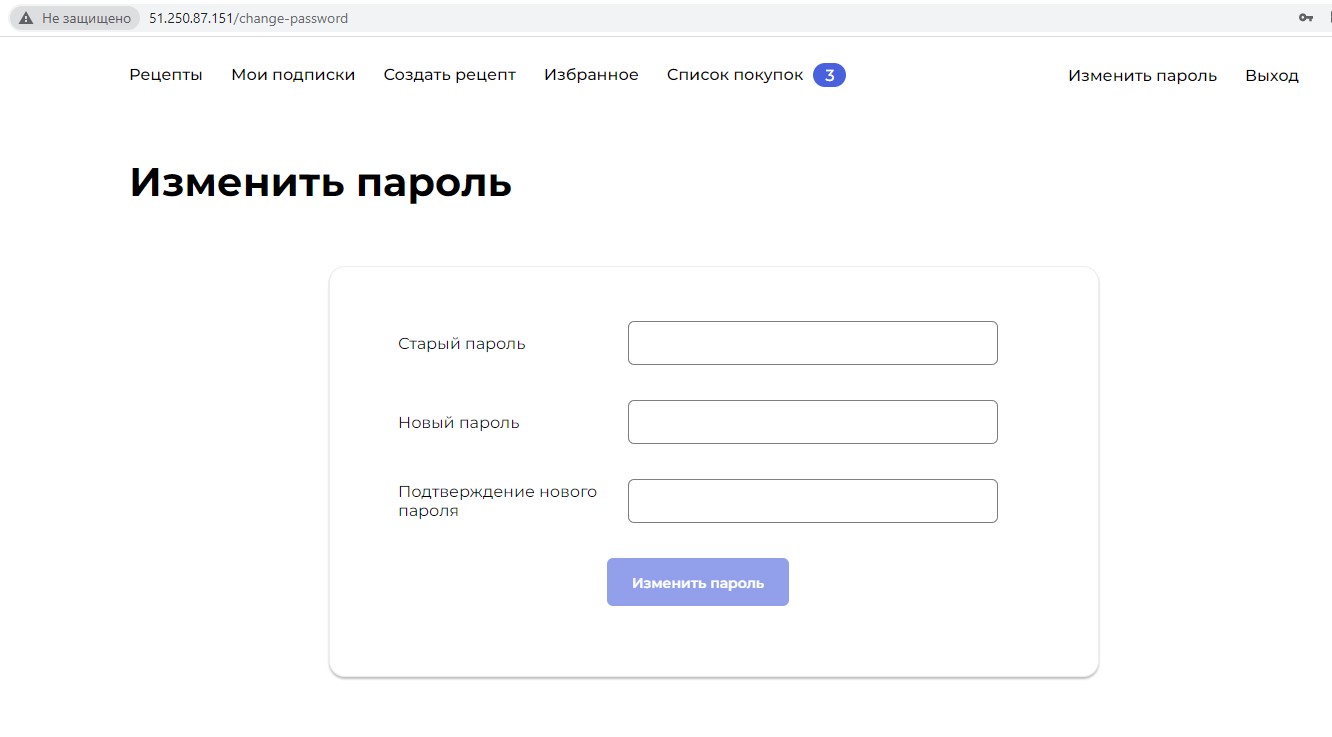 Не защищено 51.250.87.151/change-password
Рецепты Мои подписки Создать рецепт Избранное Список покупок 3 Изменить пароль Выход
Изменить пароль
Старый пароль
Новый пароль
Подтверждение нового
пароля
Изменить пароль